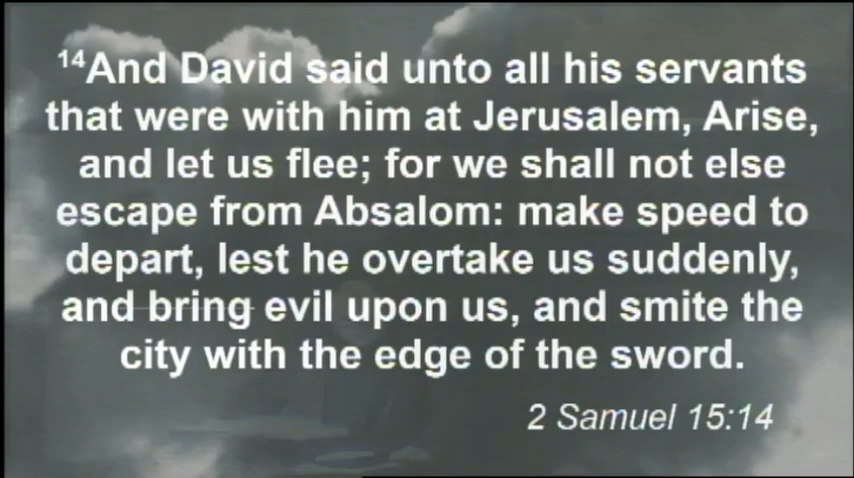 ¹⁴And David said unto all his servants
that were with him at Jerusalem, Arise,
and let us flee; for we shall not else
escape from Absalom: make speed to
depart, lest he overtake us suddenly,
and bring evil upon us, and smite the
city with the edge of the sword.
2 Samuel 15:14